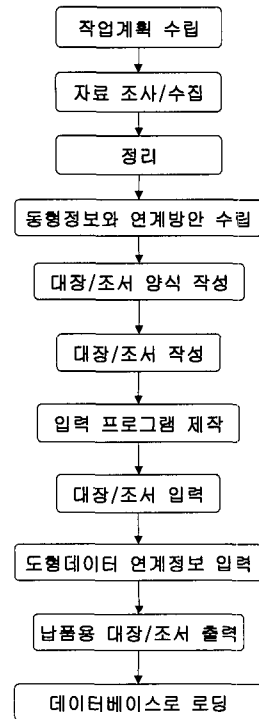 작업계획 수립
자료 조사/수집
정리
동형정보와 연계방안 수립
대장/조서 양식 작성
대장/조서 작성
입력 프로그램 제작
대장/조서 입력
도형데이터 연계정보 입력
납품용 대장/조서 출력
데이터베이스로 로딩